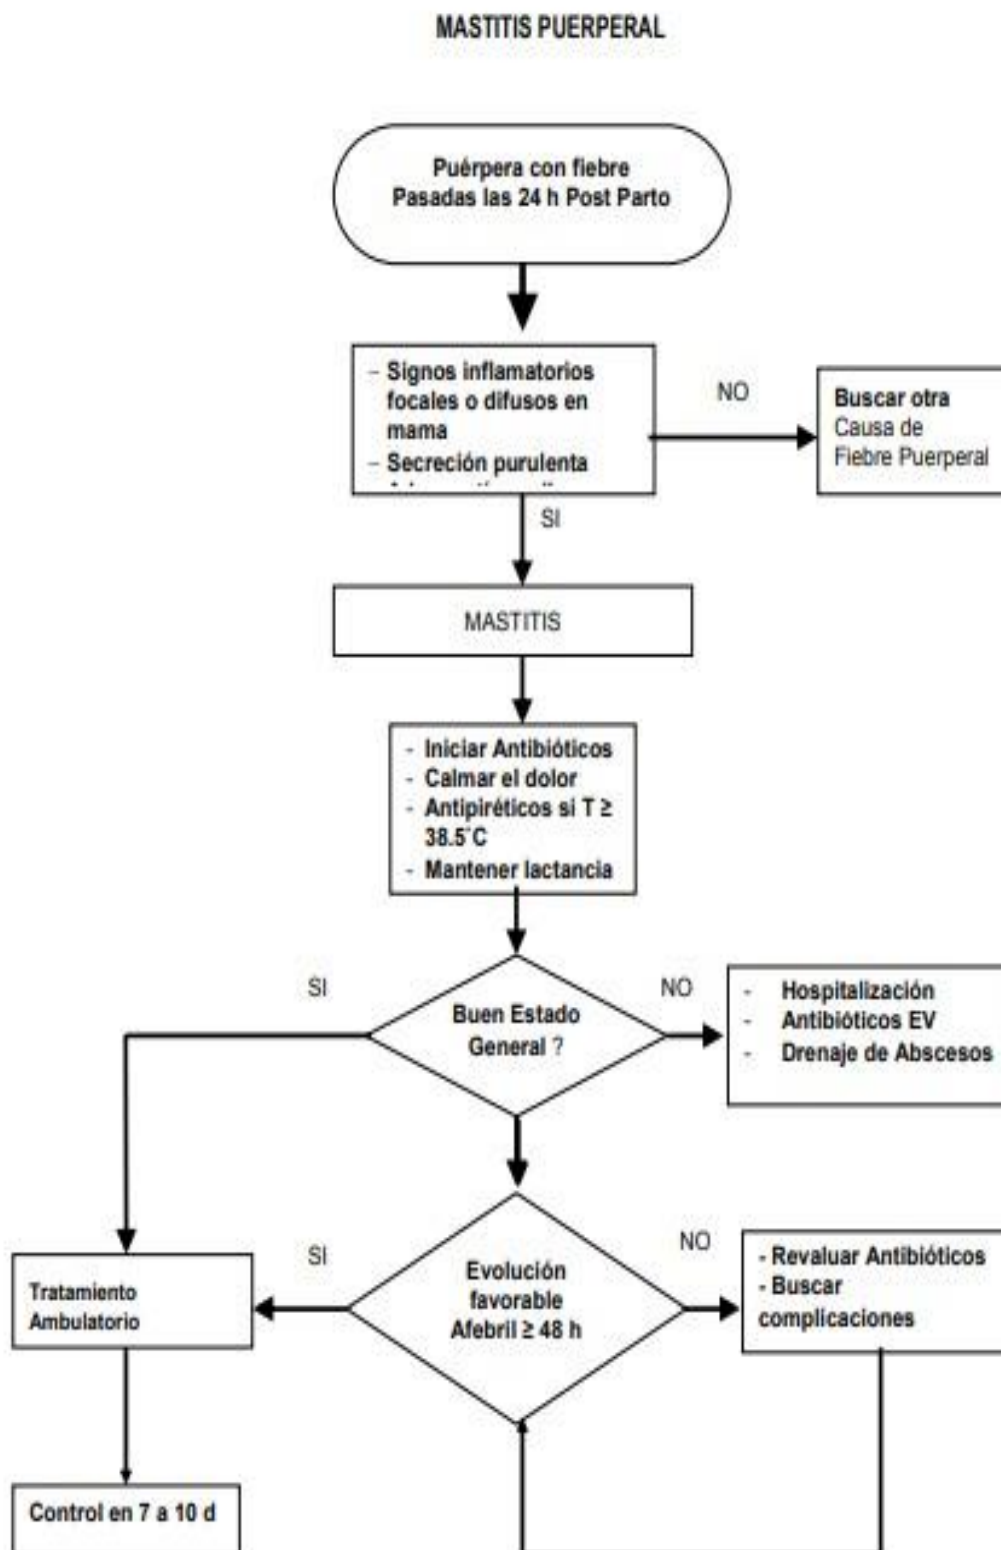 MASTITIS PUERPERAL
Puérpera con fiebre
Pasadas las 24 h Post Parto
– Signos inflamatorios
focales o difusos en
mama
– Secreción purulenta
NO
Buscar otra
Causa de
Fiebre Puerperal
SI
MASTITIS
- Iniciar Antibióticos
- Calmar el dolor
- Antipiréticos si T ≥
38.5°C
- Mantener lactancia
SI
Buen Estado
General ?
NO
- Hospitalización
- Antibióticos EV
- Drenaje de Abscesos
Tratamiento
Ambulatorio
SI
Evolución
favorable
Afebril ≥ 48 h
NO
- Revaluar Antibióticos
- Buscar
complicaciones
Control en 7 a 10 d